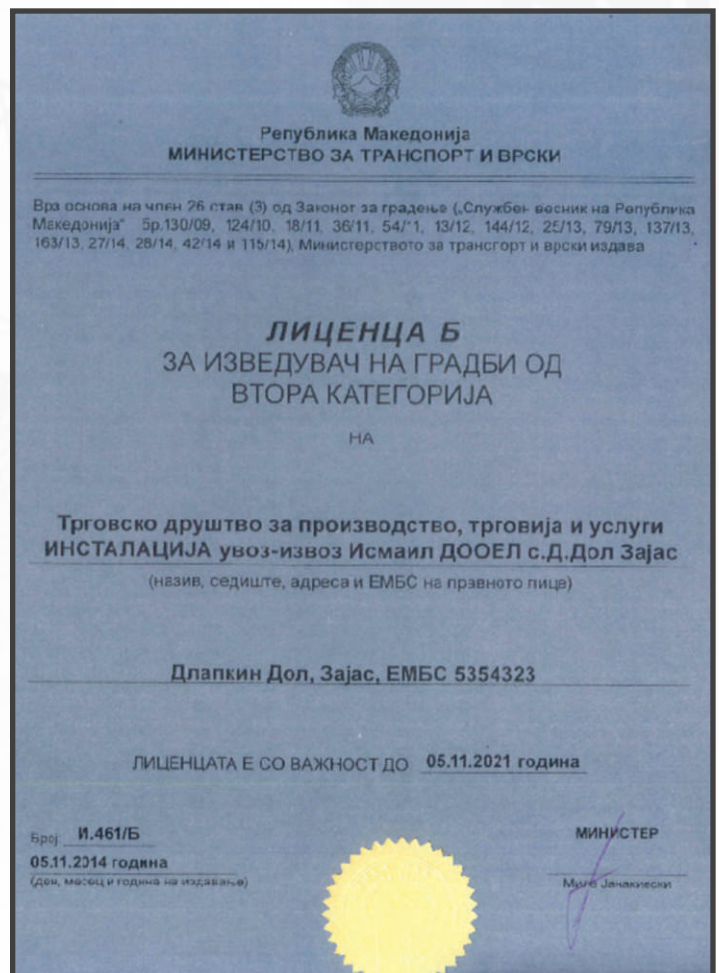 Република Македонија
МИНИСТЕРСТВО ЗА ТРАНСПОРТ И ВРСКИ
Врз основа на член 26 став (3) од Законот за градење („Службен весник на Република
Македонија" бр.130/09, 124/10, 18/11, 36/11, 54/11, 13/12, 144/12, 25/13, 79/13, 137/13,
163/13, 27/14, 28/14, 42/14 и 115/14), Министерството за транспорт и врски издава
ЛИЦЕНЦА Б
ЗА ИЗВЕДУВАЧ НА ГРАДБИ ОД
ВТОРА КАТЕГОРИЈА
НА
Трговско друштво за производство, трговија и услуги
ИНСТАЛАЦИЈА увоз-извоз Исмаил ДООЕЛ с.Д.Дол Зајас
(назив, седиште, адреса и ЕМБС на правното лице)
Длапкин Дол, Зајас, ЕМБС 5354323
ЛИЦЕНЦАТА Е СО ВАЖНОСТ ДО 05.11.2021 година
Број И.461/Б
05.11.2014 година
(ден, месец и година на издавање)
МИНИСТЕР
Миле Јанакиески